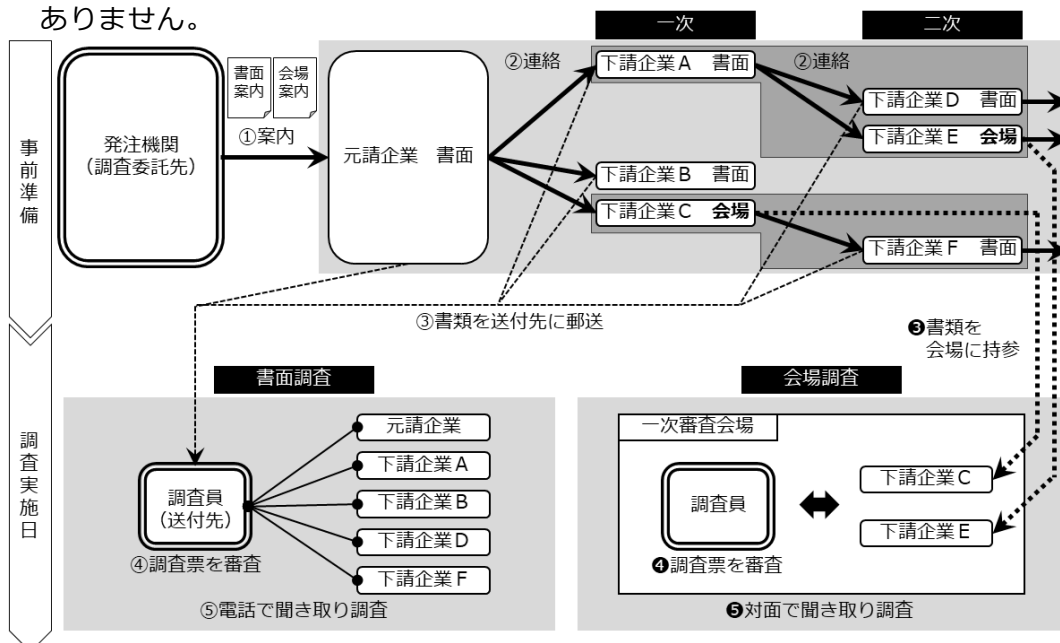 ありません。
一次
二次
事前準備
発注機関
（調査委託先）
書面
案内
会場
案内
①案内
元請企業　書面
②連絡
下請企業Ａ　書面
②連絡
下請企業Ｄ　書面
下請企業Ｅ　会場
下請企業Ｂ　書面
下請企業Ｃ　会場
下請企業Ｆ　書面
③書類を送付先に郵送
❸書類を
会場に持参
調査実施日
書面調査
元請企業
下請企業Ａ
下請企業Ｂ
下請企業Ｄ
下請企業Ｆ
調査員
（送付先）
④調査票を審査
⑤電話で聞き取り調査
会場調査
一次審査会場
調査員
下請企業Ｃ
下請企業Ｅ
❹調査票を審査
❺対面で聞き取り調査